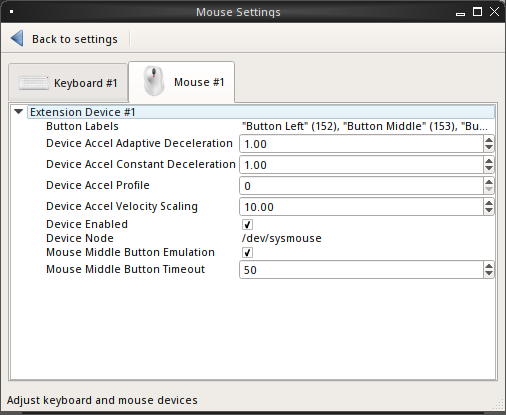 Mouse Settings
Back to settings
Keyboard #1
Mouse #1
Extension Device #1
Button Labels "Button Left" (152), "Button Middle" (153), "Bu...
Device Accel Adaptive Deceleration 1.00
Device Accel Constant Deceleration 1.00
Device Accel Profile 0
Device Accel Velocity Scaling 10.00
Device Enabled
Device Node /dev/sysmouse
Mouse Middle Button Emulation
Mouse Middle Button Timeout 50
Adjust keyboard and mouse devices